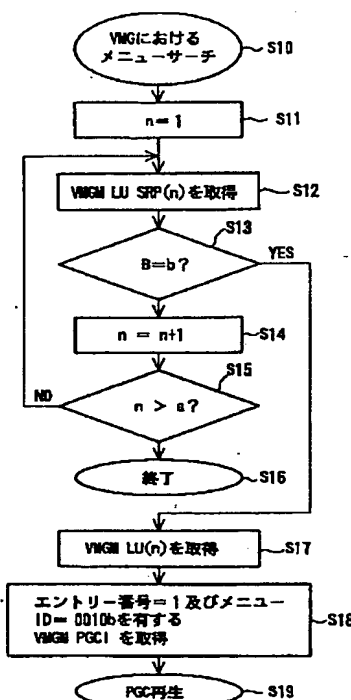 VMGにおける
メニューサーチ
S10
n=1
S11
VMGM LU SRP(n)を取得
S12
S13
B=b?
YES
n = n+1
S14
S15
NO
n > a?
終了
S16
VMGM LU(n)を取得
S17
エントリー番号=1及びメニュー
ID= 0010bを有する
VMGM PGCI を取得
S18
PGC再生
S19